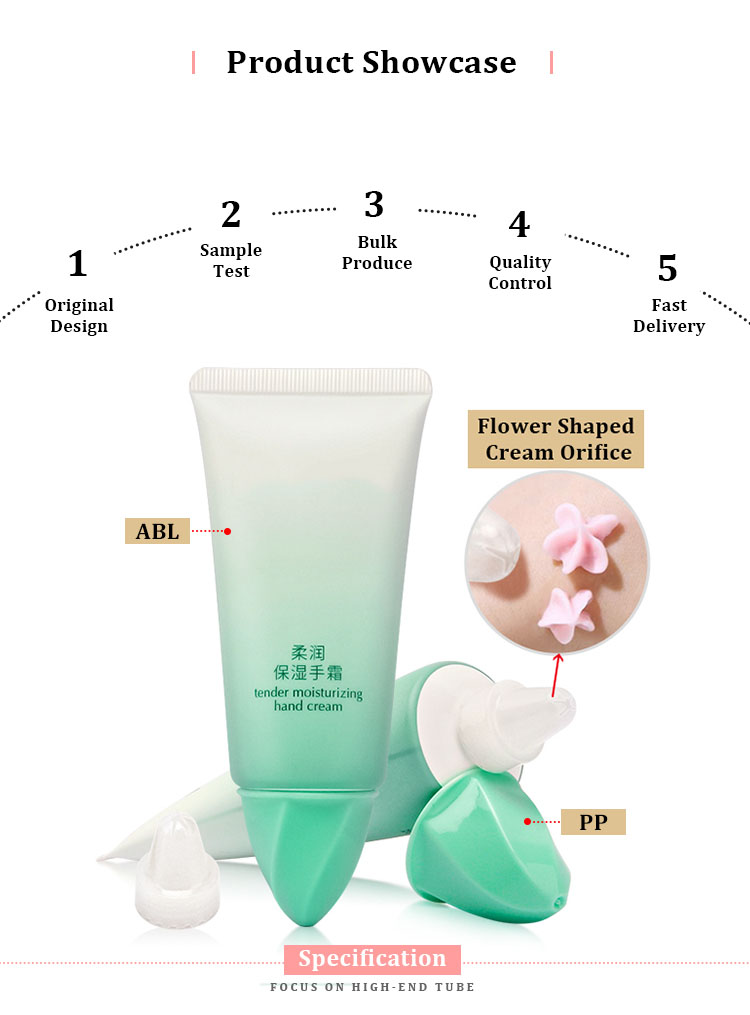 Product Showcase
1
Original
Design
2
Sample
Test
3
Bulk
Produce
4
Quality
Control
5
Fast
Delivery
Flower Shaped
Cream Orifice
ABL
柔润
保湿手霜
tender moisturizing
hand cream
PP
Specification
FOCUS ON HIGH-END TUBE